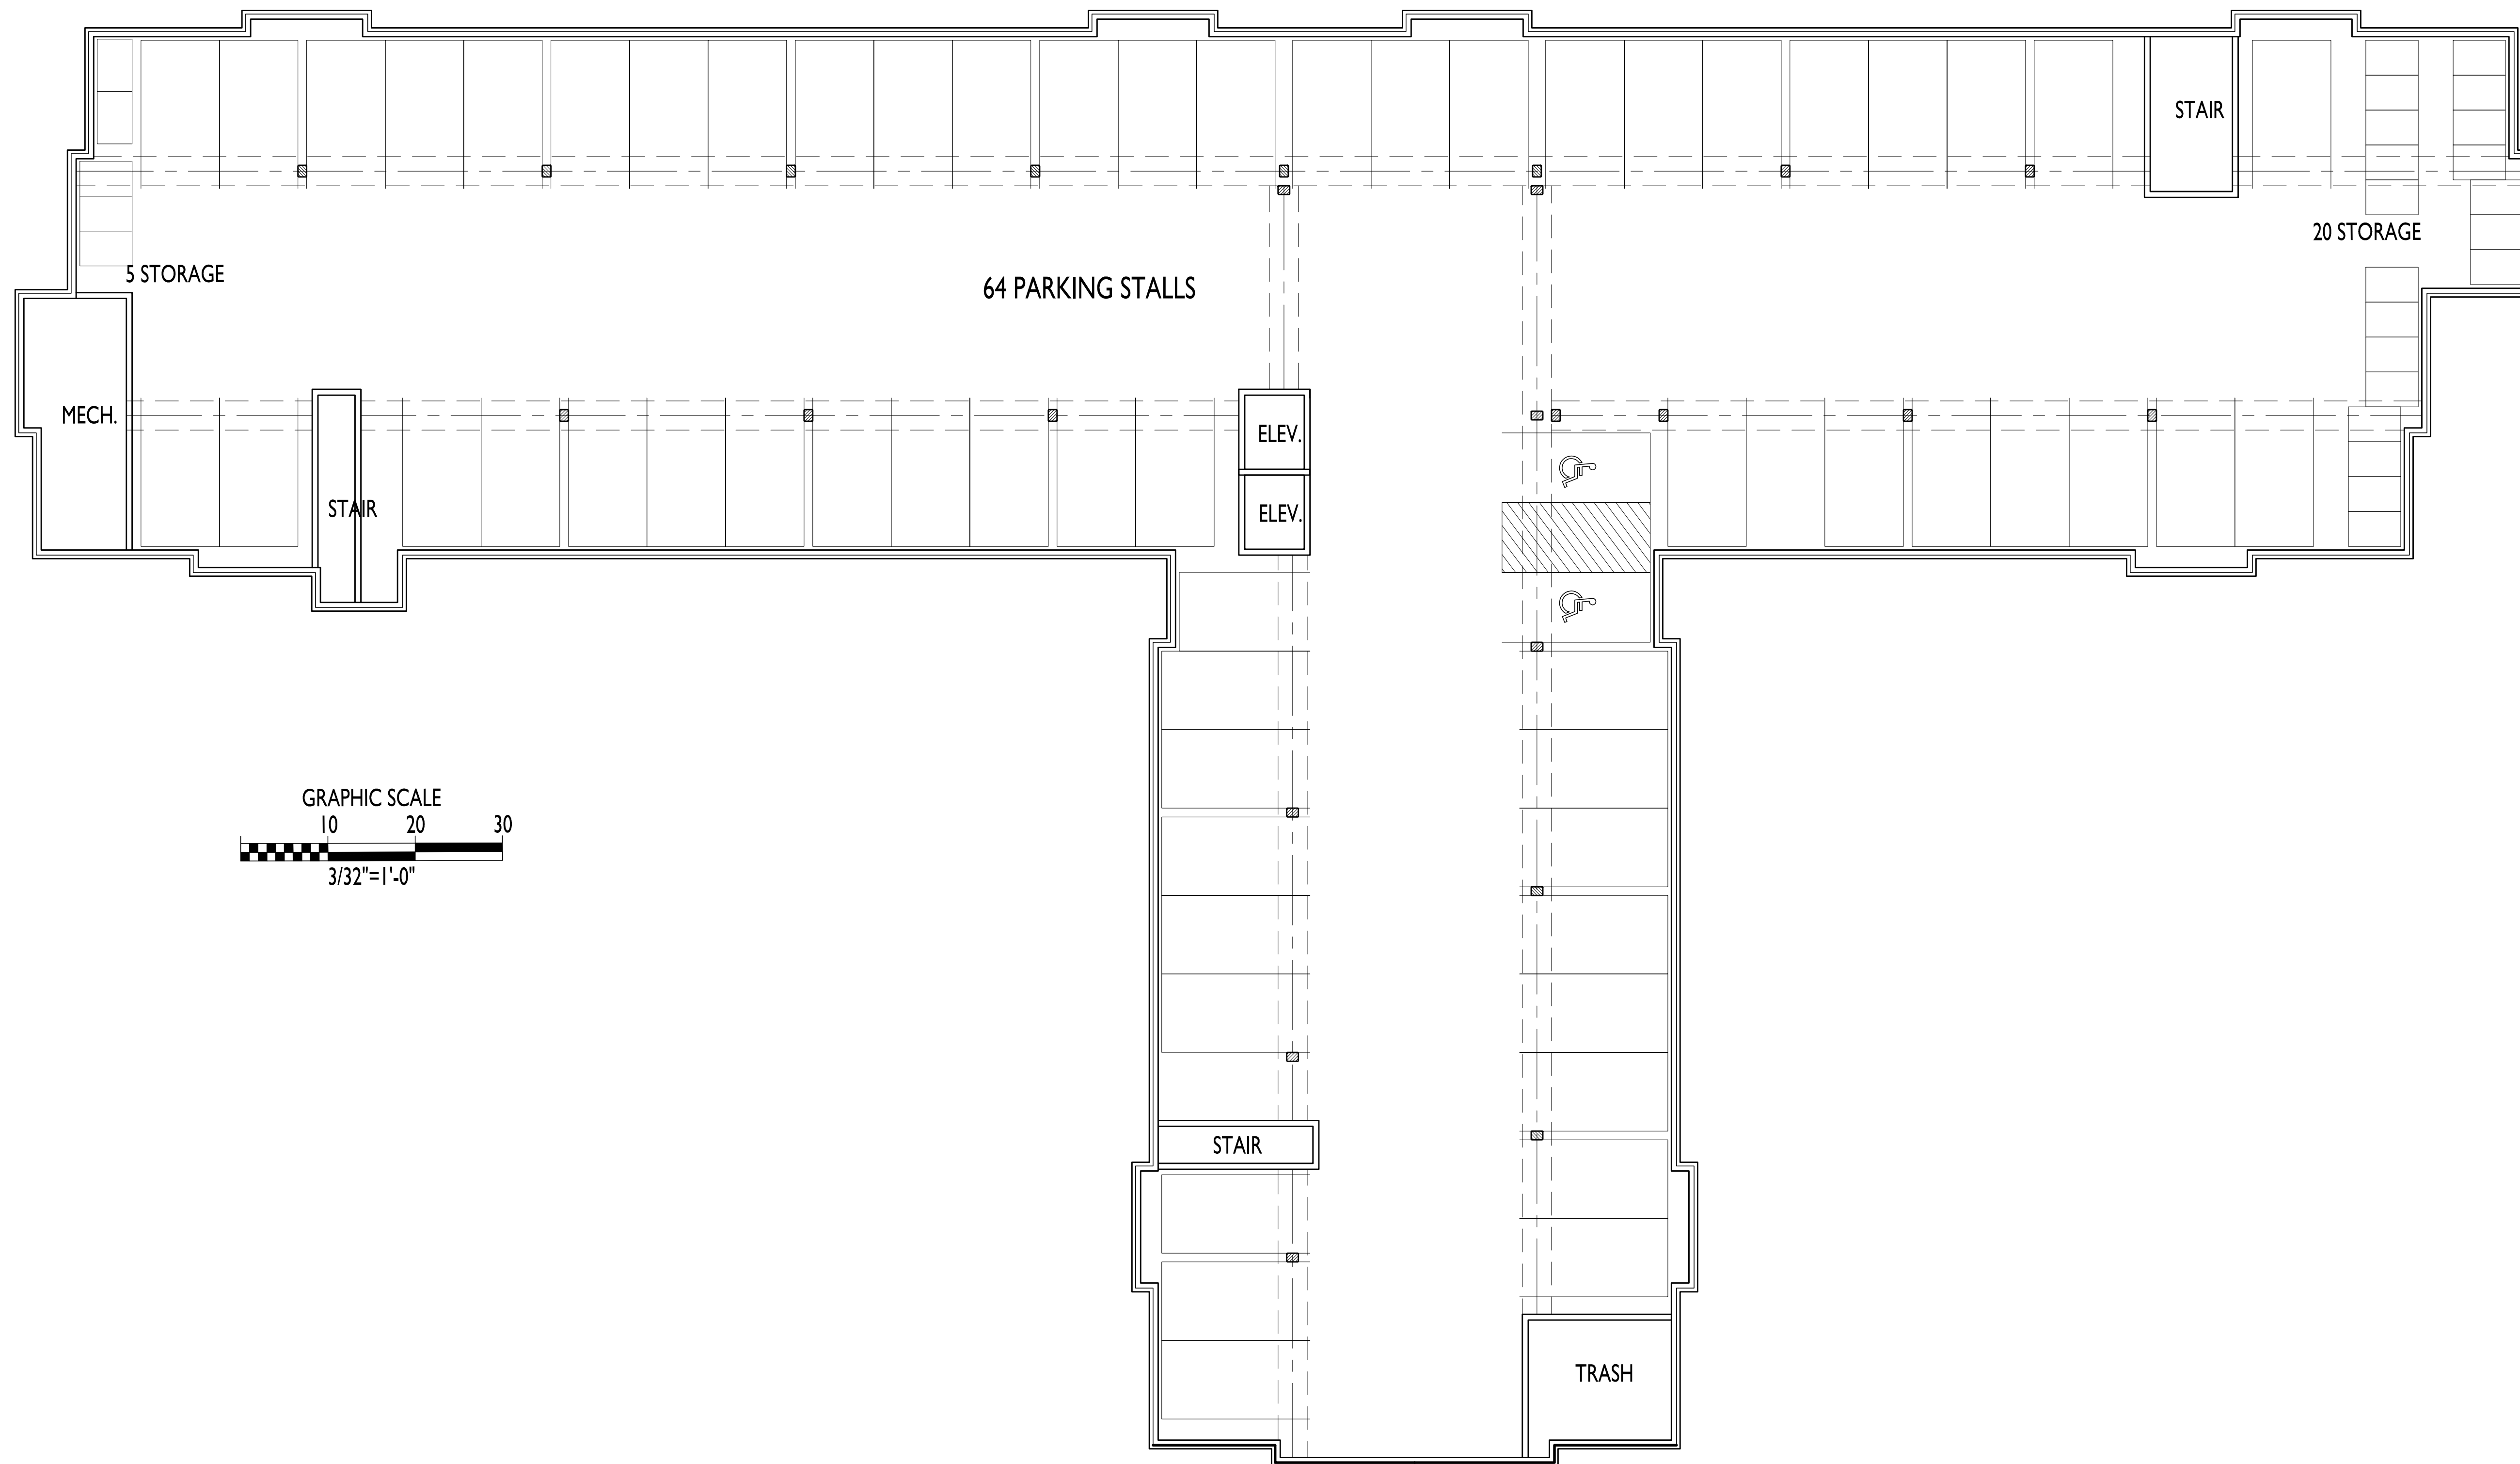 STAIR
20 STORAGE
5 STORAGE
64 PARKING STALLS
MECH.
ELEV.
STAIR
ELEV.
GRAPHIC SCALE
10 20 30
3/32"=1'-0"
STAIR
TRASH